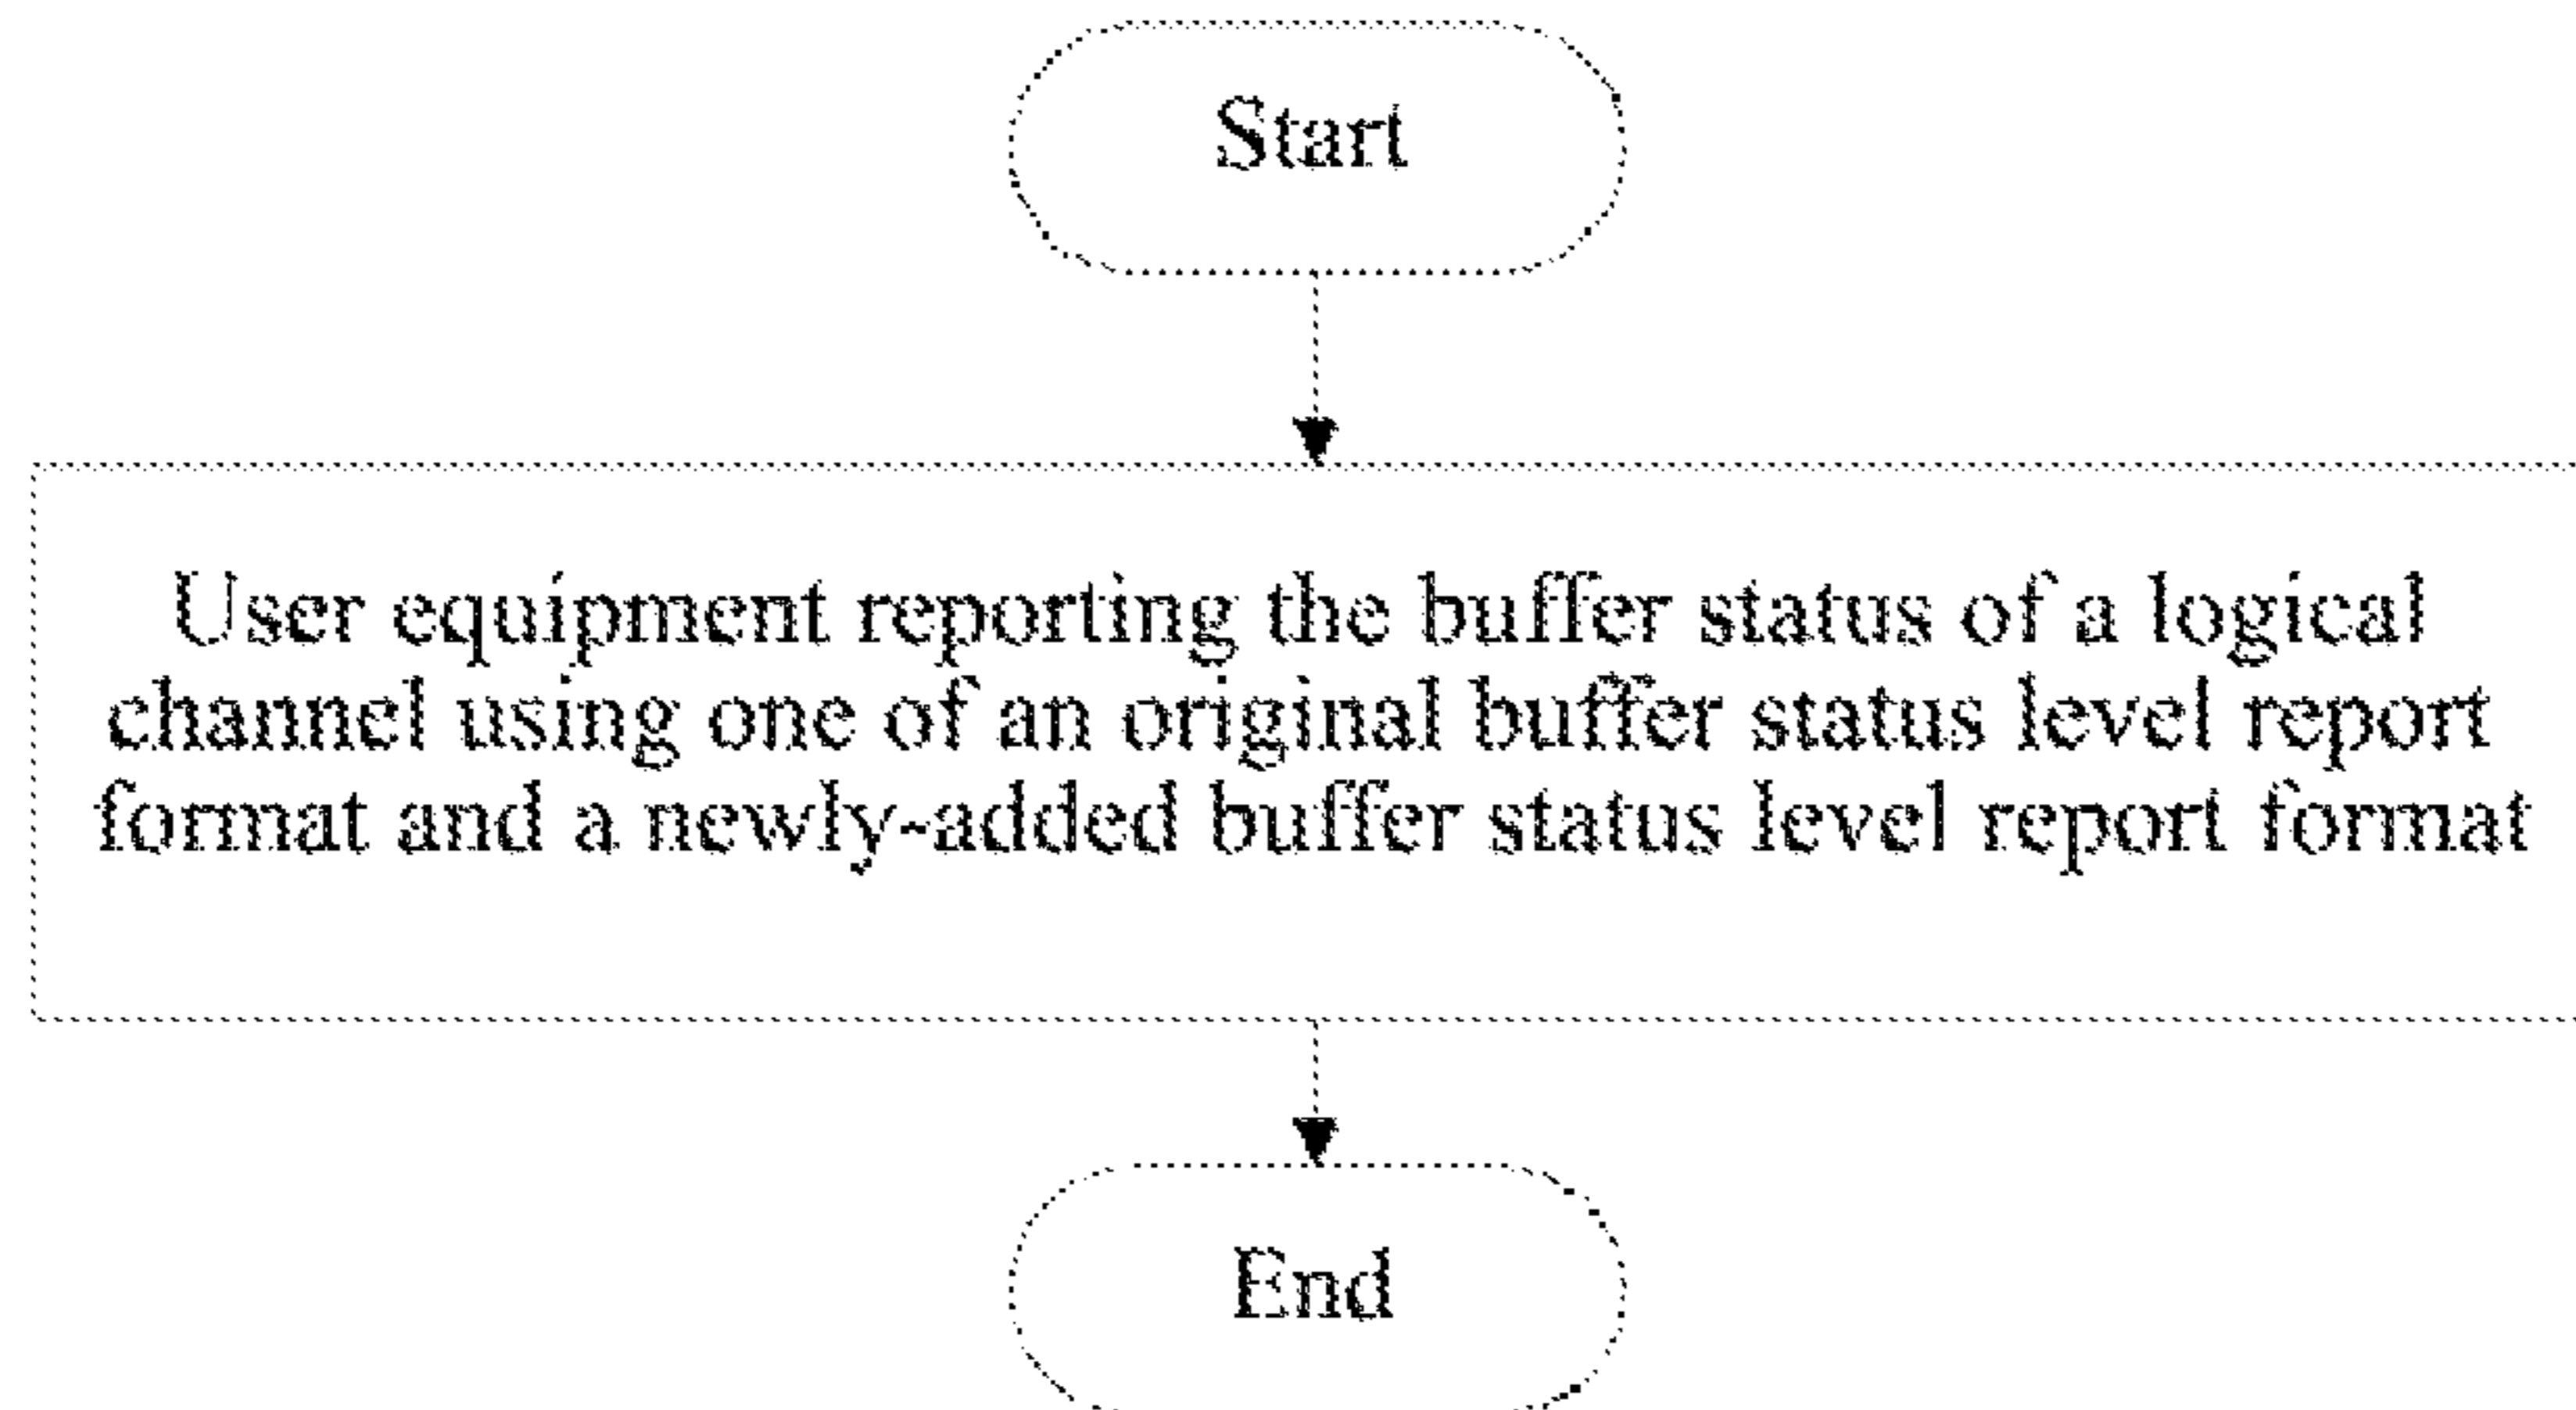 Start
User equipment reporting the buffer status of a logical
channel using one of an original buffer status level report
format and a newly-added buffer status level report format
End